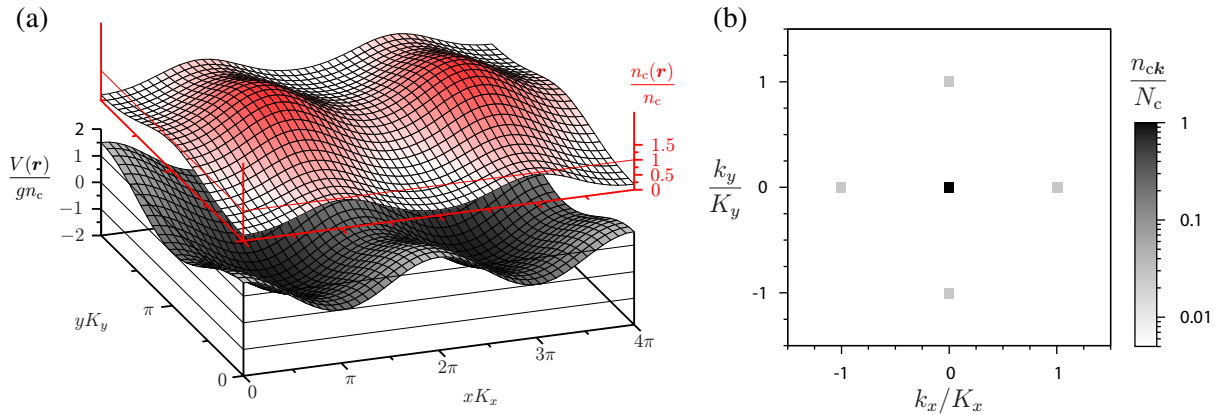 (a)
V(r)
gn_c
2
1
0
−1
−2
yK_y
π
0
0
π
2π
3π
4π
xK_x
n_c(r)
n_c
1.5
1
0.5
0
(b)
k_y
K_y
1
0
-1
-1
0
1
k_x/K_x
n_ck
N_c
1
0.1
0.01